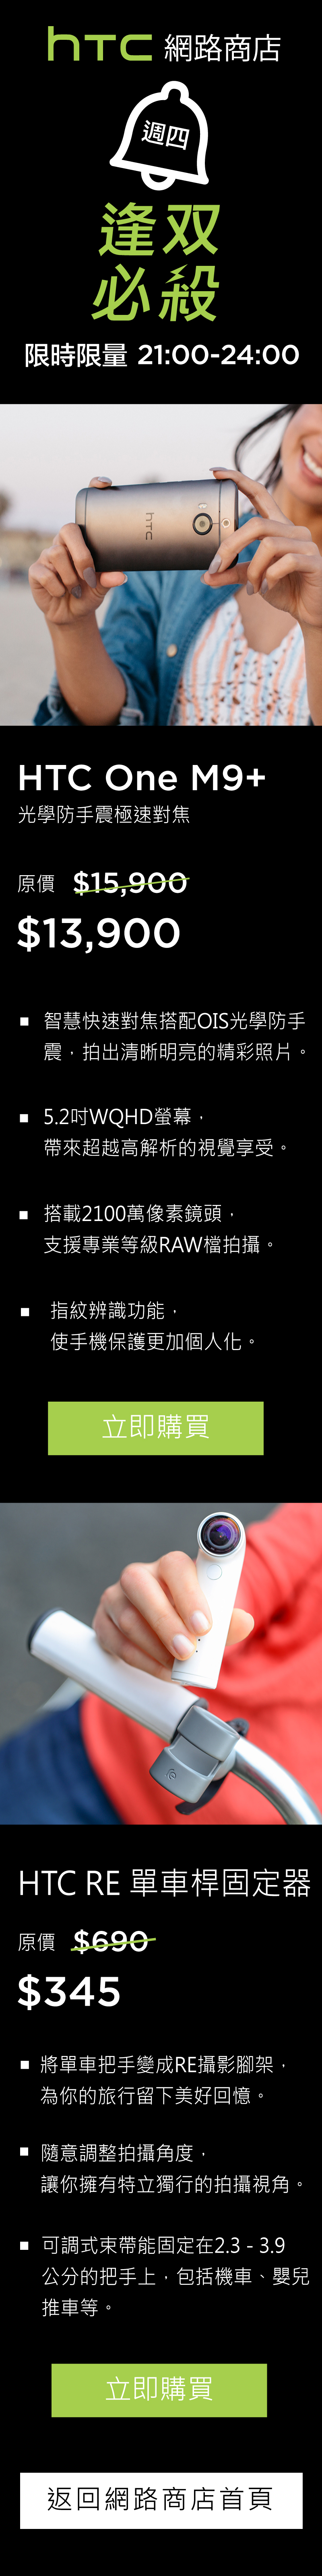 hTC 網路商店
週四
逢双
必殺
限時限量 21:00-24:00
hTC
HTC One M9+
光學防手震極速對焦
原價 $15,900
$13,900
■ 智慧快速對焦搭配OIS光學防手
震，拍出清晰明亮的精彩照片。
■ 5.2吋WQHD螢幕，
帶來超越高解析的視覺享受。
■ 搭載2100萬像素鏡頭，
支援專業等級RAW檔拍攝。
■ 指紋辨識功能，
使手機保護更加個人化。
立即購買
HTC RE 單車桿固定器
原價 $690
$345
■ 將單車把手變成RE攝影腳架，
為你的旅行留下美好回憶。
■ 隨意調整拍攝角度，
讓你擁有特立獨行的拍攝視角。
■ 可調式束帶能固定在2.3 - 3.9
公分的把手上，包括機車、嬰兒
推車等。
立即購買
返回網路商店首頁